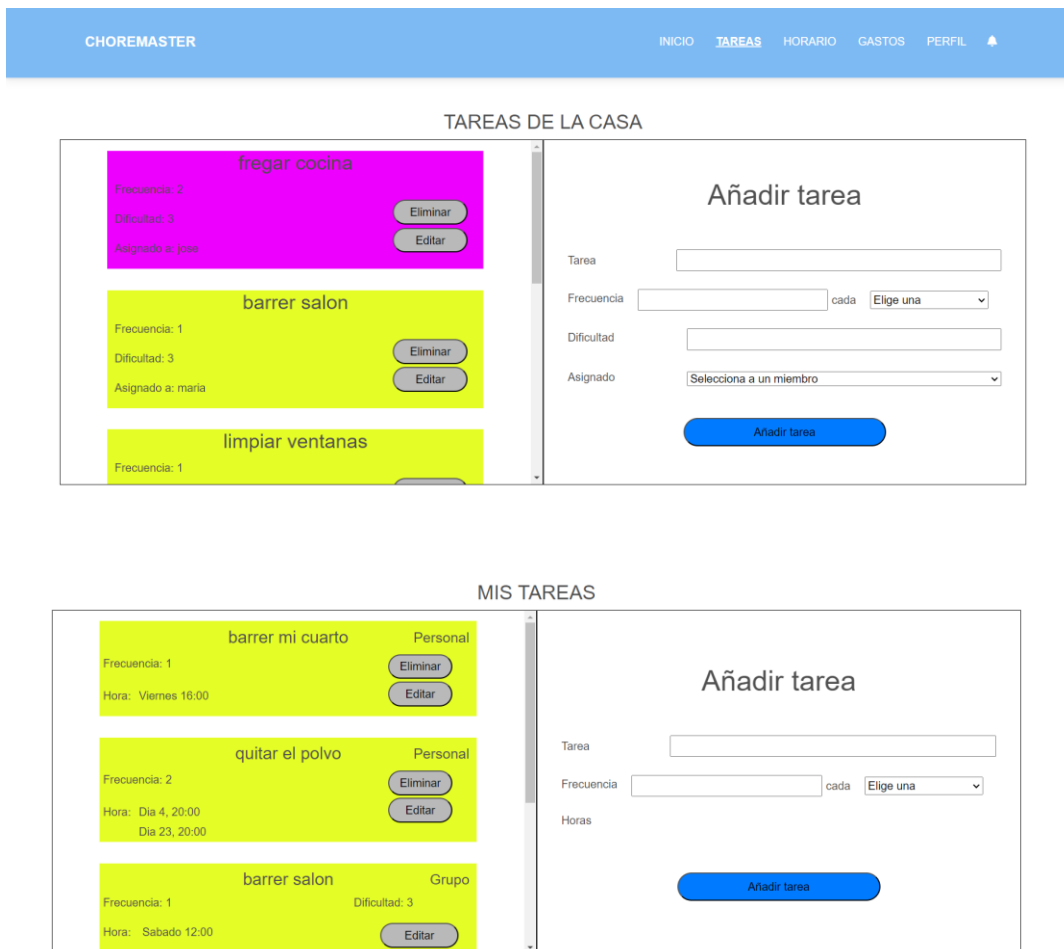 CHOREMASTER INICIO TAREAS HORARIO GASTOS PERFIL
TAREAS DE LA CASA
fregar cocina
Frecuencia: 2
Dificultad: 3
Asignado a: jose
Eliminar
Editar
barrer salon
Frecuencia: 1
Dificultad: 3
Asignado a: maria
Eliminar
Editar
limpiar ventanas
Frecuencia: 1
Añadir tarea
Tarea
Frecuencia cada Elige una
Dificultad
Asignado Selecciona a un miembro
Añadir tarea
MIS TAREAS
barrer mi cuarto Personal
Frecuencia: 1
Hora: Viernes 16:00
Eliminar
Editar
quitar el polvo Personal
Frecuencia: 2
Hora: Dia 4, 20:00
Dia 23, 20:00
Eliminar
Editar
barrer salon Grupo
Frecuencia: 1 Dificultad: 3
Hora: Sabado 12:00
Editar
Añadir tarea
Tarea
Frecuencia cada Elige una
Horas
Añadir tarea